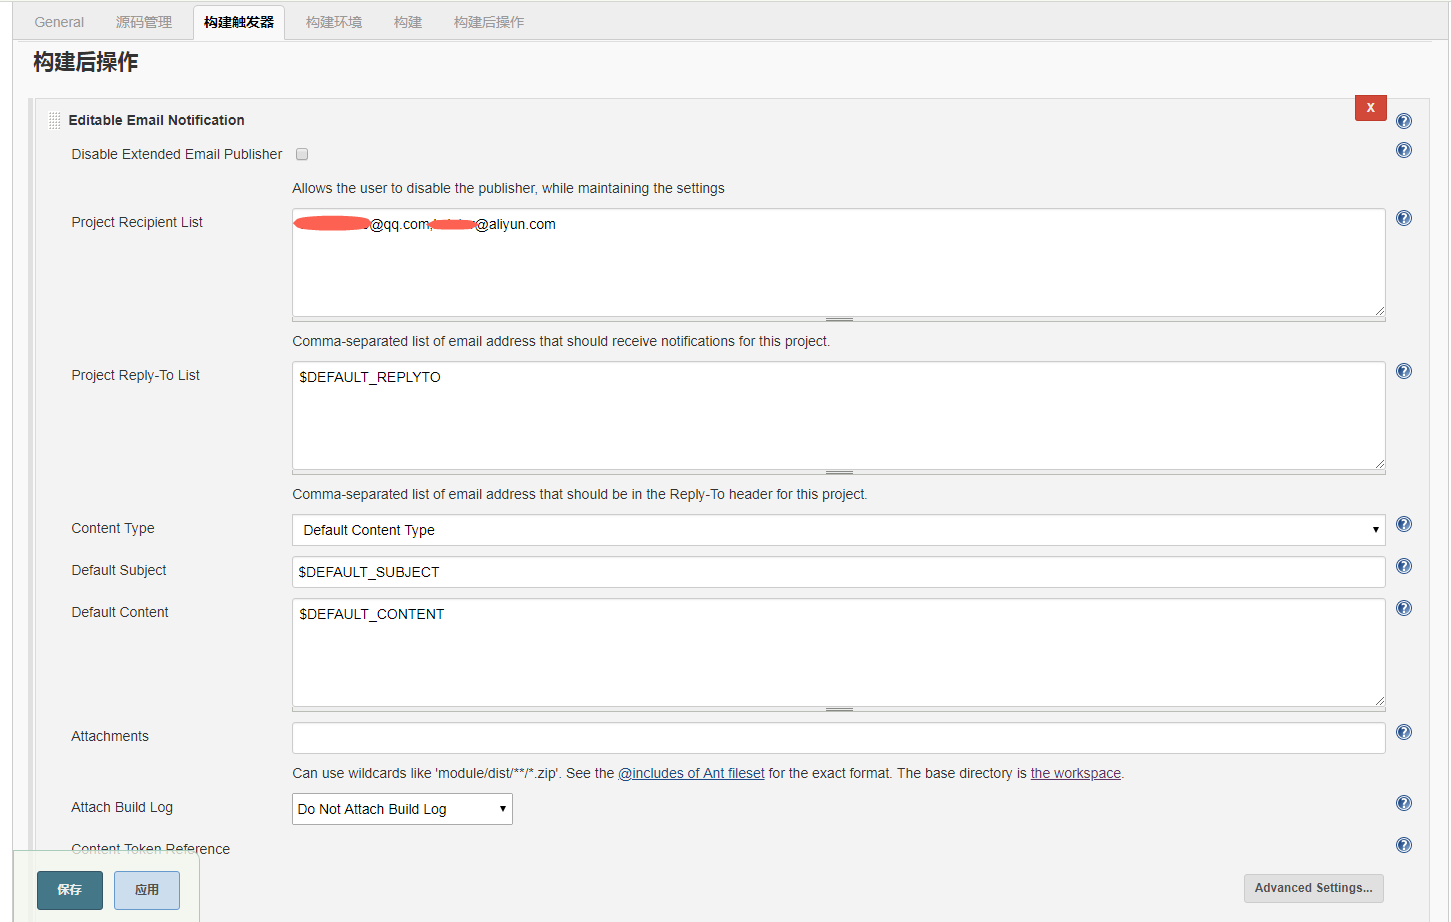 General 源码管理 构建触发器 构建环境 构建 构建后操作
构建后操作
X
Editable Email Notification
Disable Extended Email Publisher
Allows the user to disable the publisher, while maintaining the settings
Project Recipient List
@qq.com, @aliyun.com
Comma-separated list of email address that should receive notifications for this project.
Project Reply-To List
$DEFAULT_REPLYTO
Comma-separated list of email address that should be in the Reply-To header for this project.
Content Type
Default Content Type
Default Subject
$DEFAULT_SUBJECT
Default Content
$DEFAULT_CONTENT
Attachments
Can use wildcards like 'module/dist/**/*.zip'. See the @includes of Ant fileset for the exact format. The base directory is the workspace.
Attach Build Log
Do Not Attach Build Log
Content Token Reference
保存 应用
Advanced Settings...